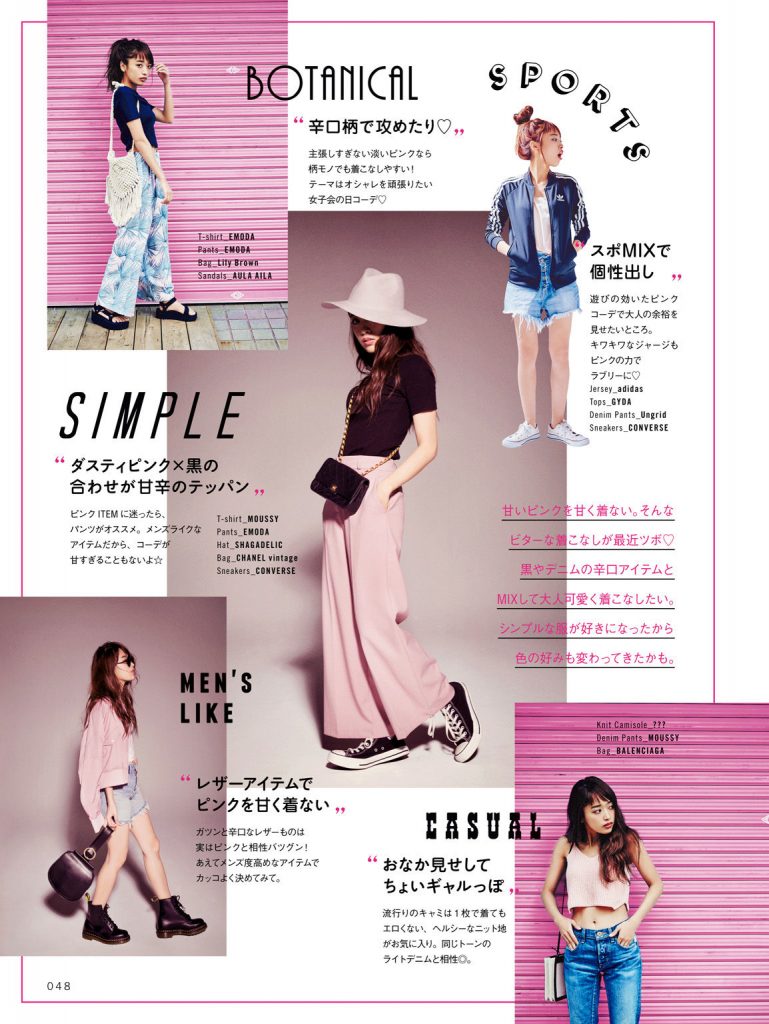 BOTANICAL
“ 辛口柄で攻めたり♡ „
主張しすぎない淡いピンクなら
柄モノでも着こなしやすい！
テーマはオシャレを頑張りたい
女子会の日コーデ♡
T-shirt_EMODA
Pants_EMODA
Bag_Lily Brown
Sandals_AULA AILA
SPORTS
“ スポMIXで
個性出し „
遊びの効いたピンク
コーデで大人の余裕を
見せたいところ。
キワキワなジャージも
ピンクの力で
ラブリーに♡
Jersey_adidas
Tops_GYDA
Denim Pants_Ungrid
Sneakers_CONVERSE
SIMPLE
“ ダスティピンク×黒の
合わせが甘辛のテッパン „
ピンク ITEM に迷ったら、
パンツがオススメ。メンズライクな
アイテムだから、コーデが
甘すぎることもないよ☆
T-shirt_MOUSSY
Pants_EMODA
Hat_SHAGADELIC
Bag_CHANEL vintage
Sneakers_CONVERSE
甘いピンクを甘く着ない。そんな
ビターな着こなしが最近ツボ♡
黒やデニムの辛口アイテムと
MIXして大人可愛く着こなしたい。
シンプルな服が好きになったから
色の好みも変わってきたかも。
MEN'S
LIKE
“ レザーアイテムで
ピンクを甘く着ない „
ガツンと辛口なレザーものは
実はピンクと相性バツグン！
あえてメンズ度高めなアイテムで
カッコよく決めてみて。
Knit Camisole_???
Denim Pants_MOUSSY
Bag_BALENCIAGA
CASUAL
“ おなか見せして
ちょいギャルっぽ „
流行りのキャミは１枚で着ても
エロくない、ヘルシーなニット地
がお気に入り。同じトーンの
ライトデニムと相性◎。
048